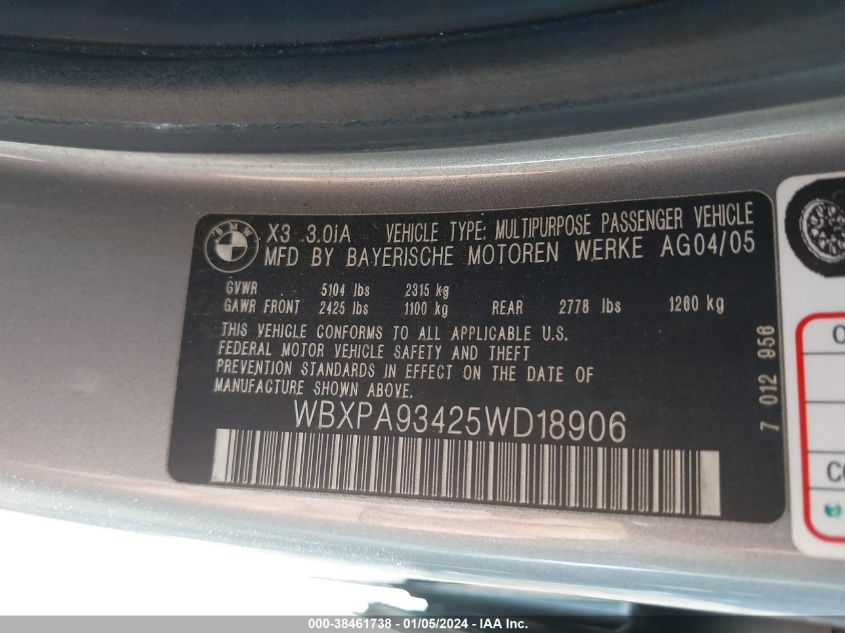 BMW
X3 3.0iA VEHICLE TYPE: MULTIPURPOSE PASSENGER VEHICLE
MFD BY BAYERISCHE MOTOREN WERKE AG04/05
GVWR 5104 lbs 2315 kg
GAWR FRONT 2425 lbs 1100 kg REAR 2778 lbs 1260 kg
THIS VEHICLE CONFORMS TO ALL APPLICABLE U.S.
FEDERAL MOTOR VEHICLE SAFETY AND THEFT
PREVENTION STANDARDS IN EFFECT ON THE DATE OF
MANUFACTURE SHOWN ABOVE.
WBXPA93425WD18906
7 012 956
000-38461738 - 01/05/2024 - IAA Inc.